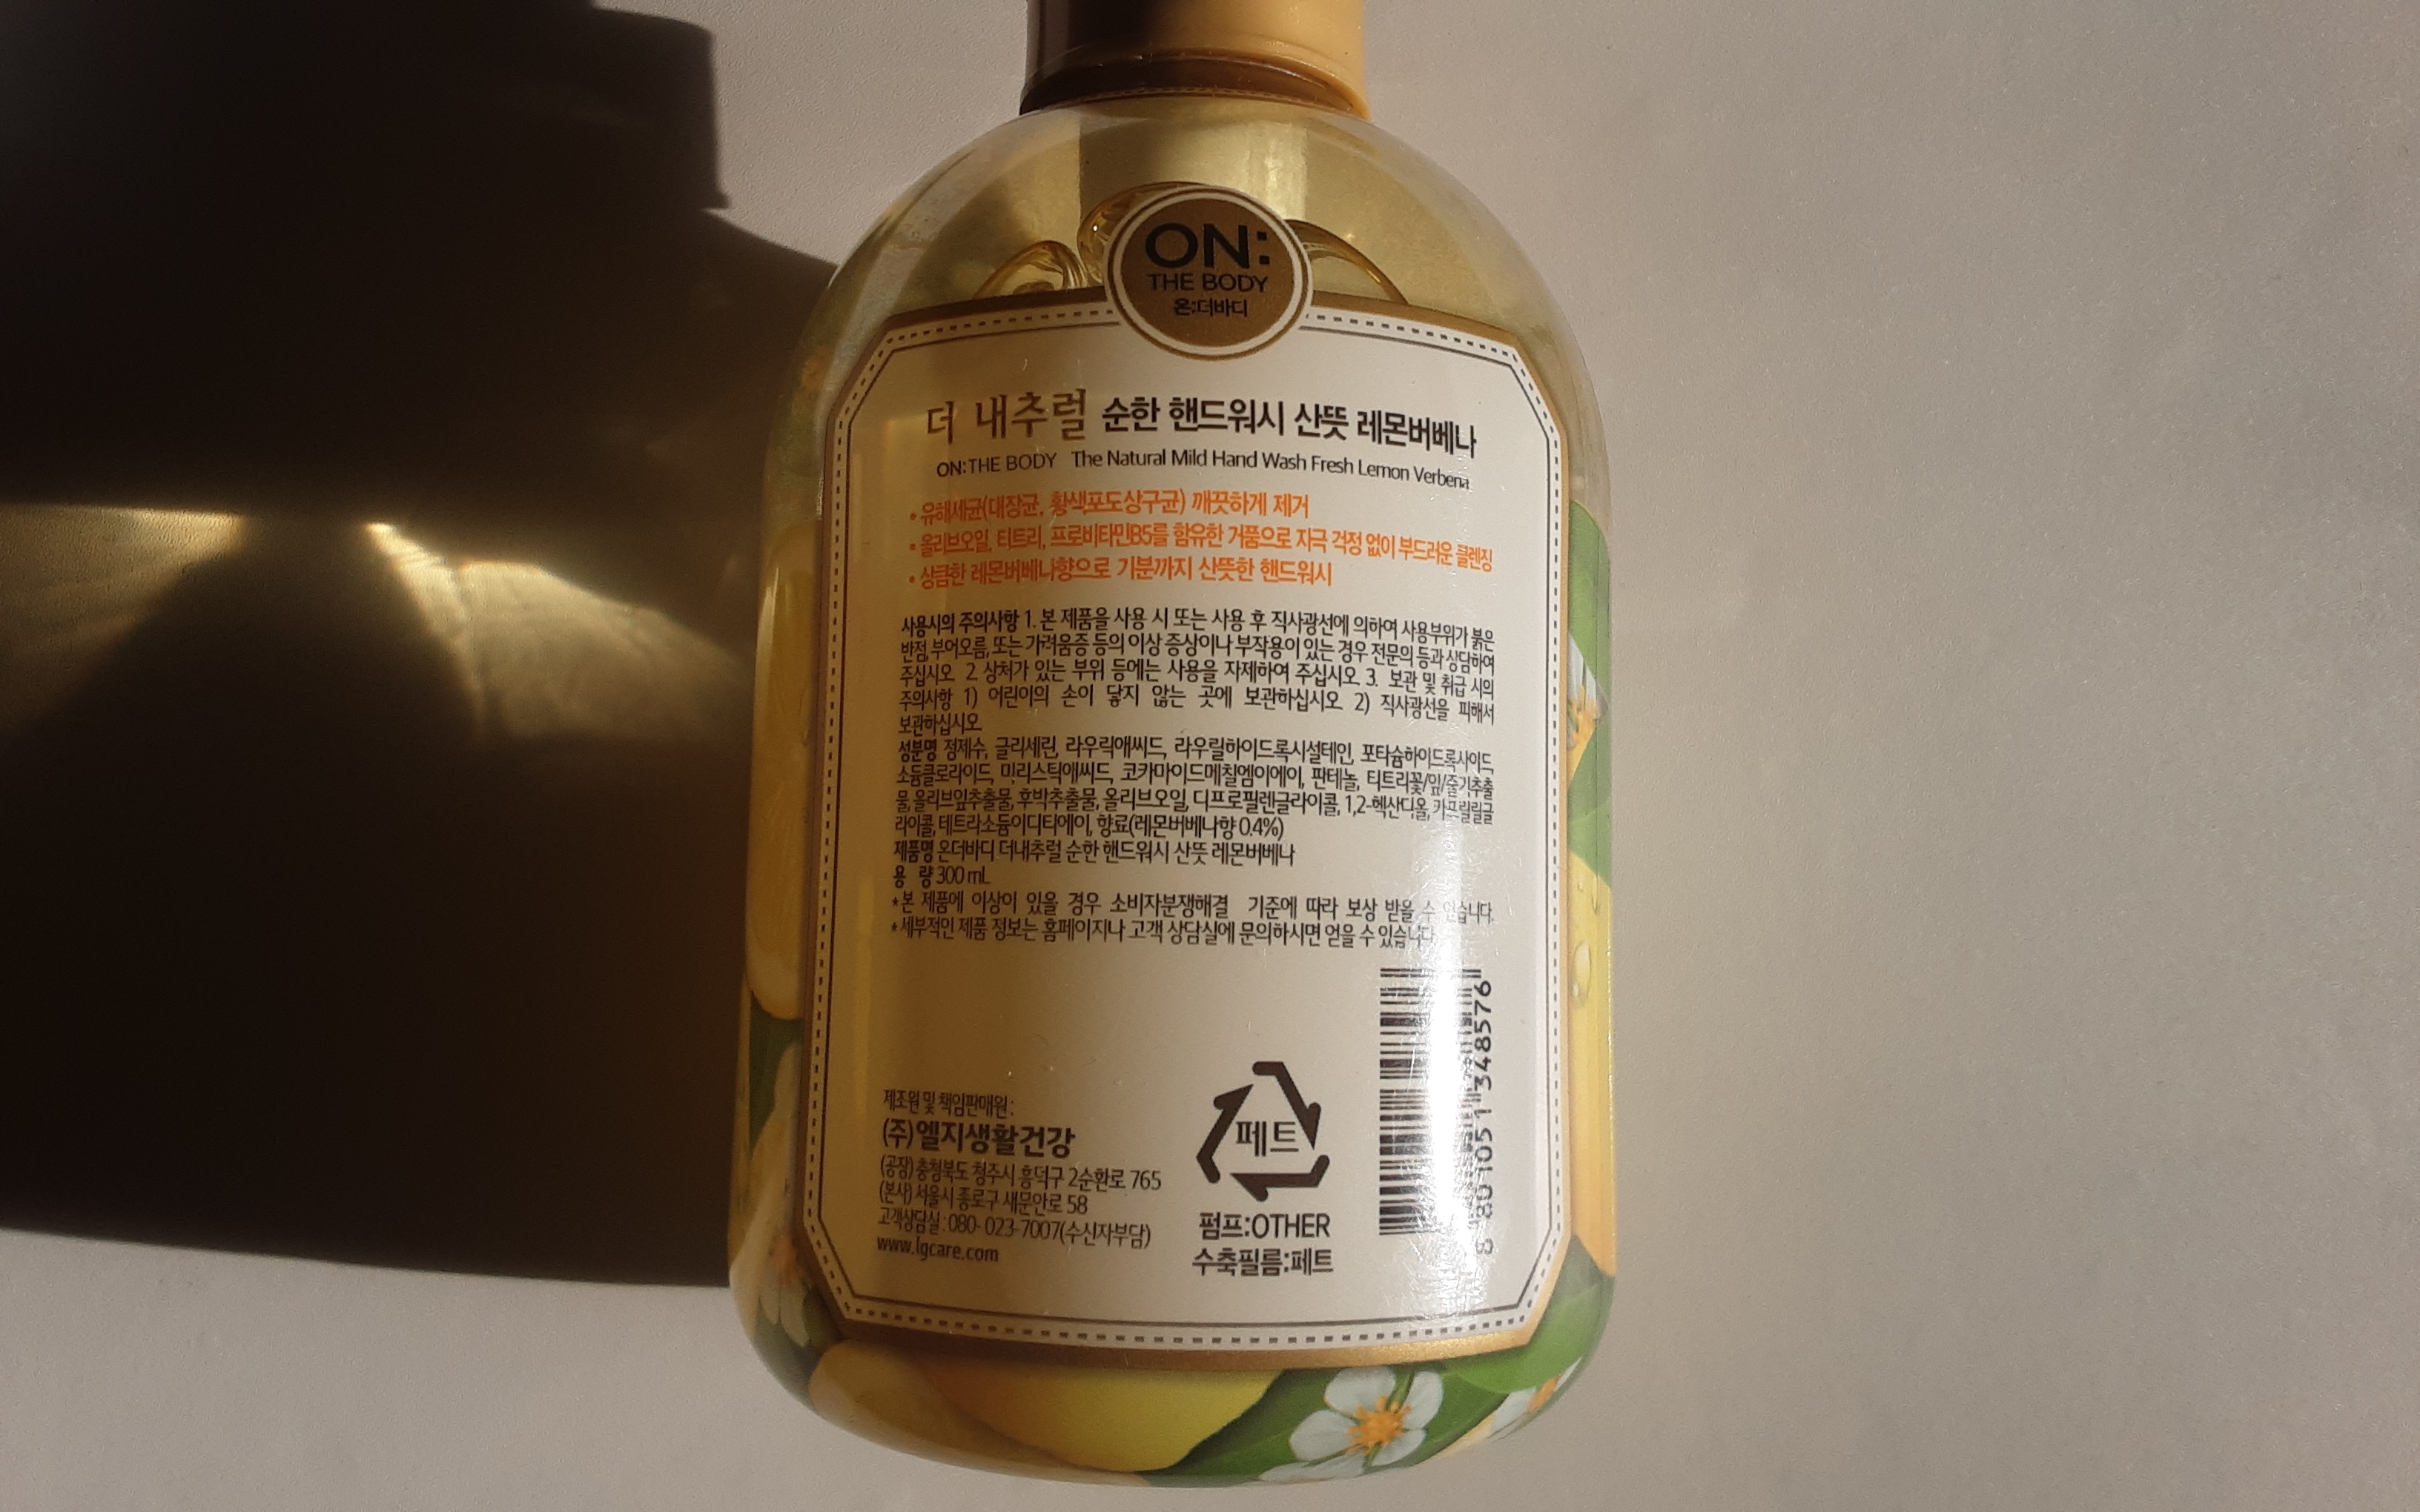 ON:
THE BODY
온:더바디
더 내추럴 순한 핸드워시 산뜻 레몬버베나
ON:THE BODY The Natural Mild Hand Wash Fresh Lemon Verbena
• 유해세균(대장균, 황색포도상구균) 깨끗하게 제거
• 올리브오일, 티트리, 프로비타민B5를 함유한 거품으로 자극 걱정 없이 부드러운 클렌징
• 상큼한 레몬버베나향으로 기분까지 산뜻한 핸드워시
사용시의 주의사항 1. 본 제품을 사용 시 또는 사용 후 직사광선에 의하여 사용부위가 붉은
반점, 부어오름, 또는 가려움증 등의 이상 증상이나 부작용이 있는 경우 전문의 등과 상담하여
주십시오. 2. 상처가 있는 부위 등에는 사용을 자제하여 주십시오. 3. 보관 및 취급 시의
주의사항 1) 어린이의 손이 닿지 않는 곳에 보관하십시오. 2) 직사광선을 피해서
보관하십시오.
성분명 정제수, 글리세린, 라우릭애씨드, 라우릴하이드록시설테인, 포타슘하이드록사이드,
소듐클로라이드, 미리스틱애씨드, 코카마이드메칠엠이에이, 판테놀, 티트리꽃/잎/줄기추출
물, 올리브잎추출물, 후박추출물, 올리브오일, 디프로필렌글라이콜, 1,2-헥산디올, 카프릴릴글
라이콜, 테트라소듐이디티에이, 향료(레몬버베나향 0.4%)
제품명 온더바디 더내추럴 순한 핸드워시 산뜻 레몬버베나
용 량 300 mL
*본 제품에 이상이 있을 경우 소비자분쟁해결 기준에 따라 보상 받을 수 있습니다.
*세부적인 제품 정보는 홈페이지나 고객 상담실에 문의하시면 얻을 수 있습니다.
제조원 및 책임판매원 :
(주)엘지생활건강
(공장) 충청북도 청주시 흥덕구 2순환로 765
(본사) 서울시 종로구 새문안로 58
고객상담실 : 080- 023-7007(수신자부담)
www.lgcare.com
페트
펌프:OTHER
수축필름:페트
8 801051 348576